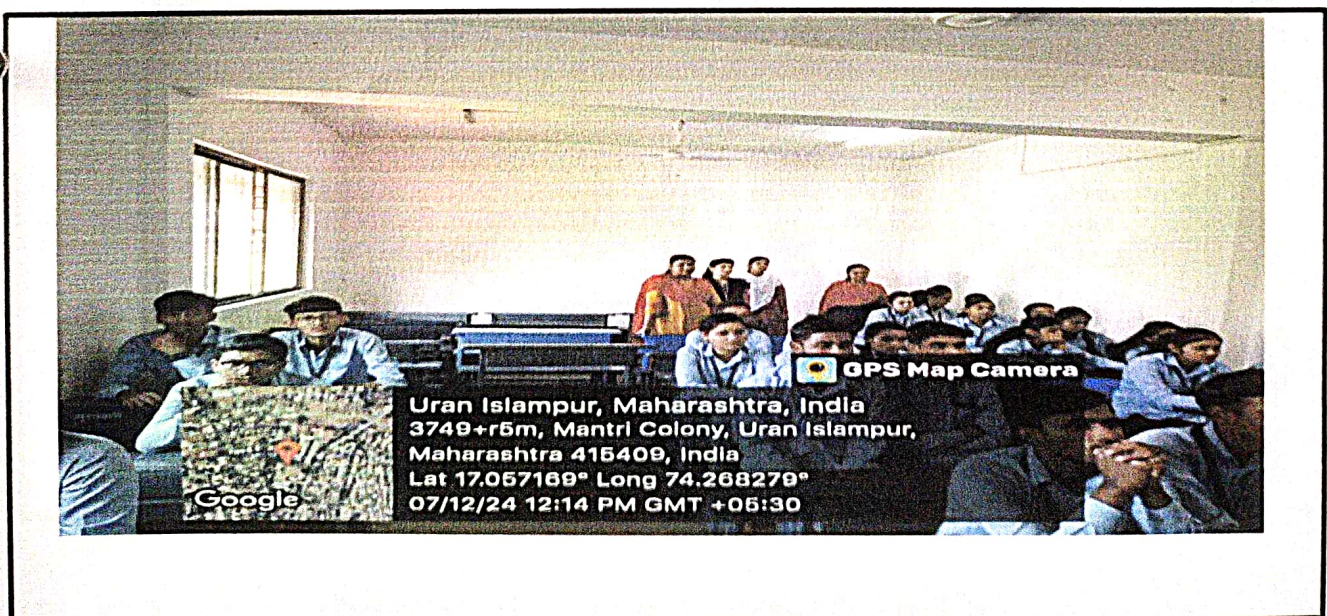 GPS Map Camera
Uran Islampur, Maharashtra, India
3749+r5m, Mantri Colony, Uran Islampur,
Maharashtra 415409, India
Lat 17.057169° Long 74.268279°
07/12/24 12:14 PM GMT +05:30
Google